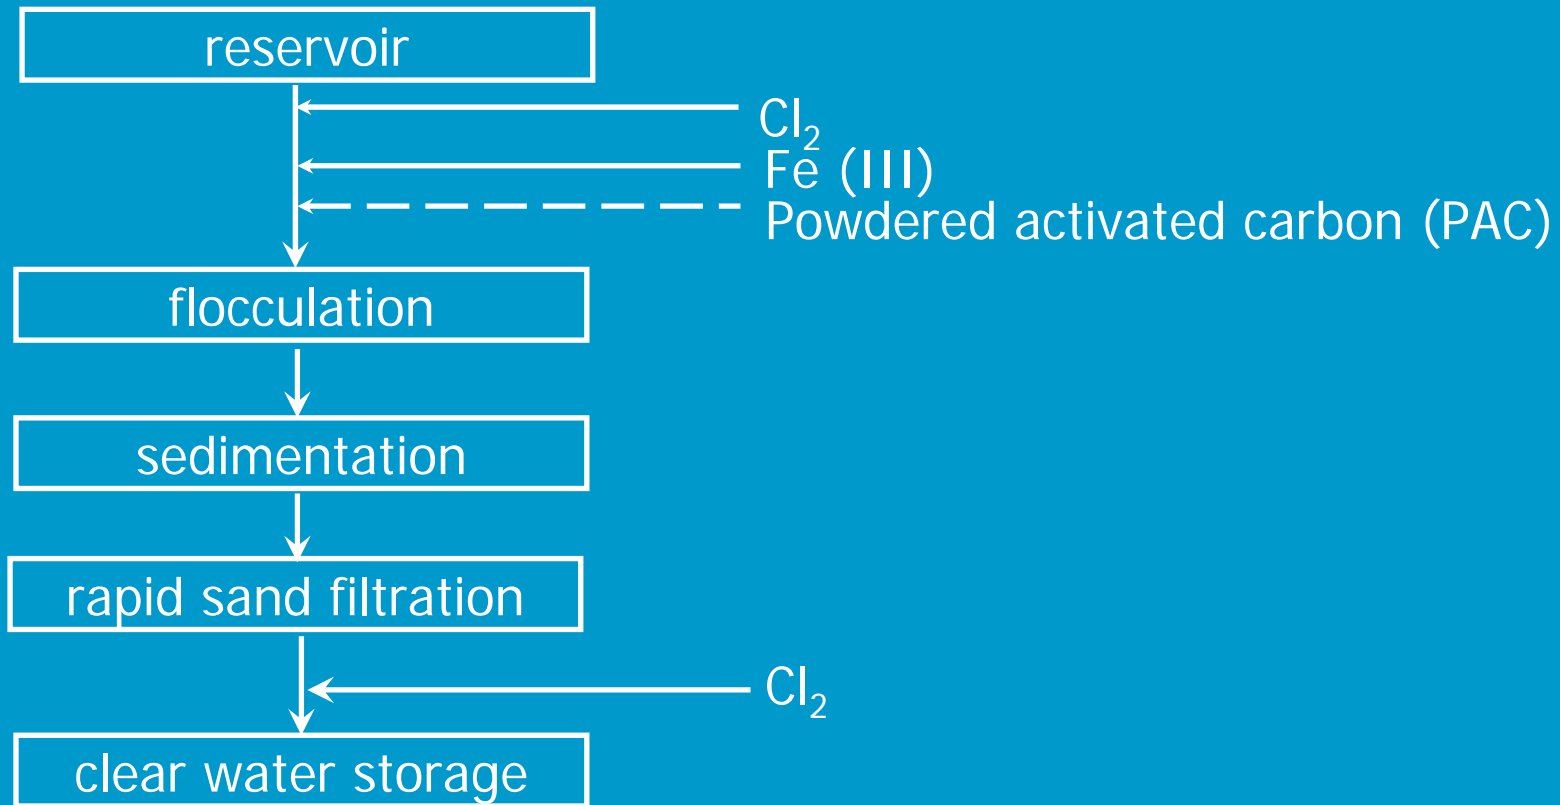 reservoir
Cl₂
Fe (III)
Powdered activated carbon (PAC)
flocculation
sedimentation
rapid sand filtration
Cl₂
clear water storage